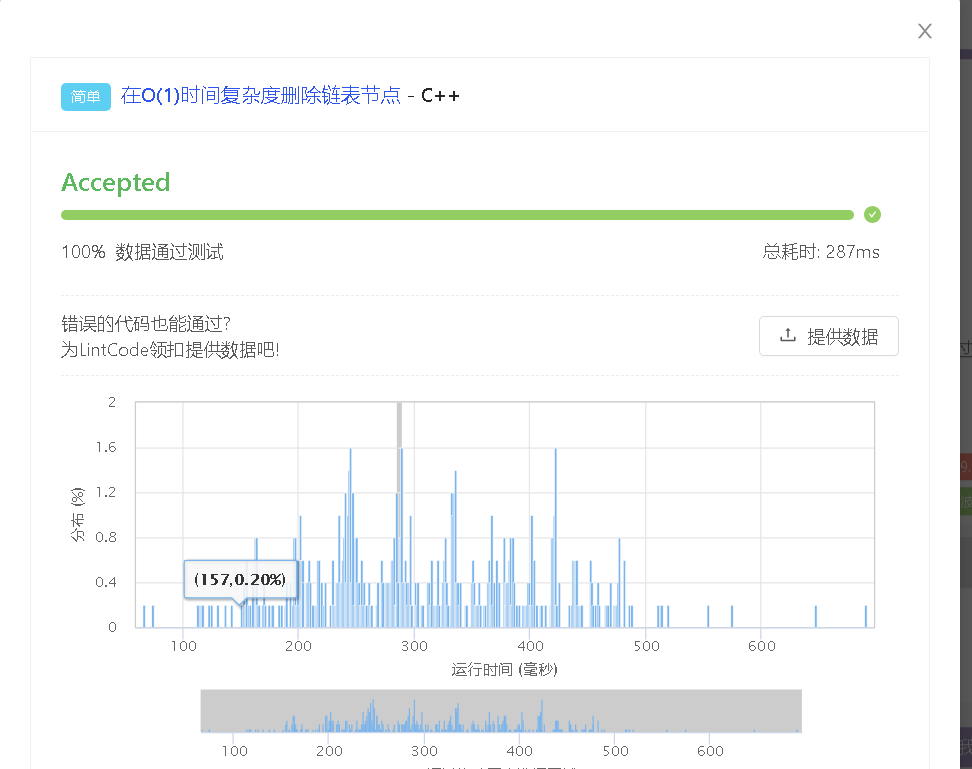 简单 在O(1)时间复杂度删除链表节点 - C++
Accepted
100% 数据通过测试
总耗时: 287ms
错误的代码也能通过?
为LintCode领扣提供数据吧!
提供数据
2
1.6
1.2
0.8
0.4
0
分布 (%)
(157,0.20%)
100 200 300 400 500 600
运行时间 (毫秒)
100 200 300 400 500 600